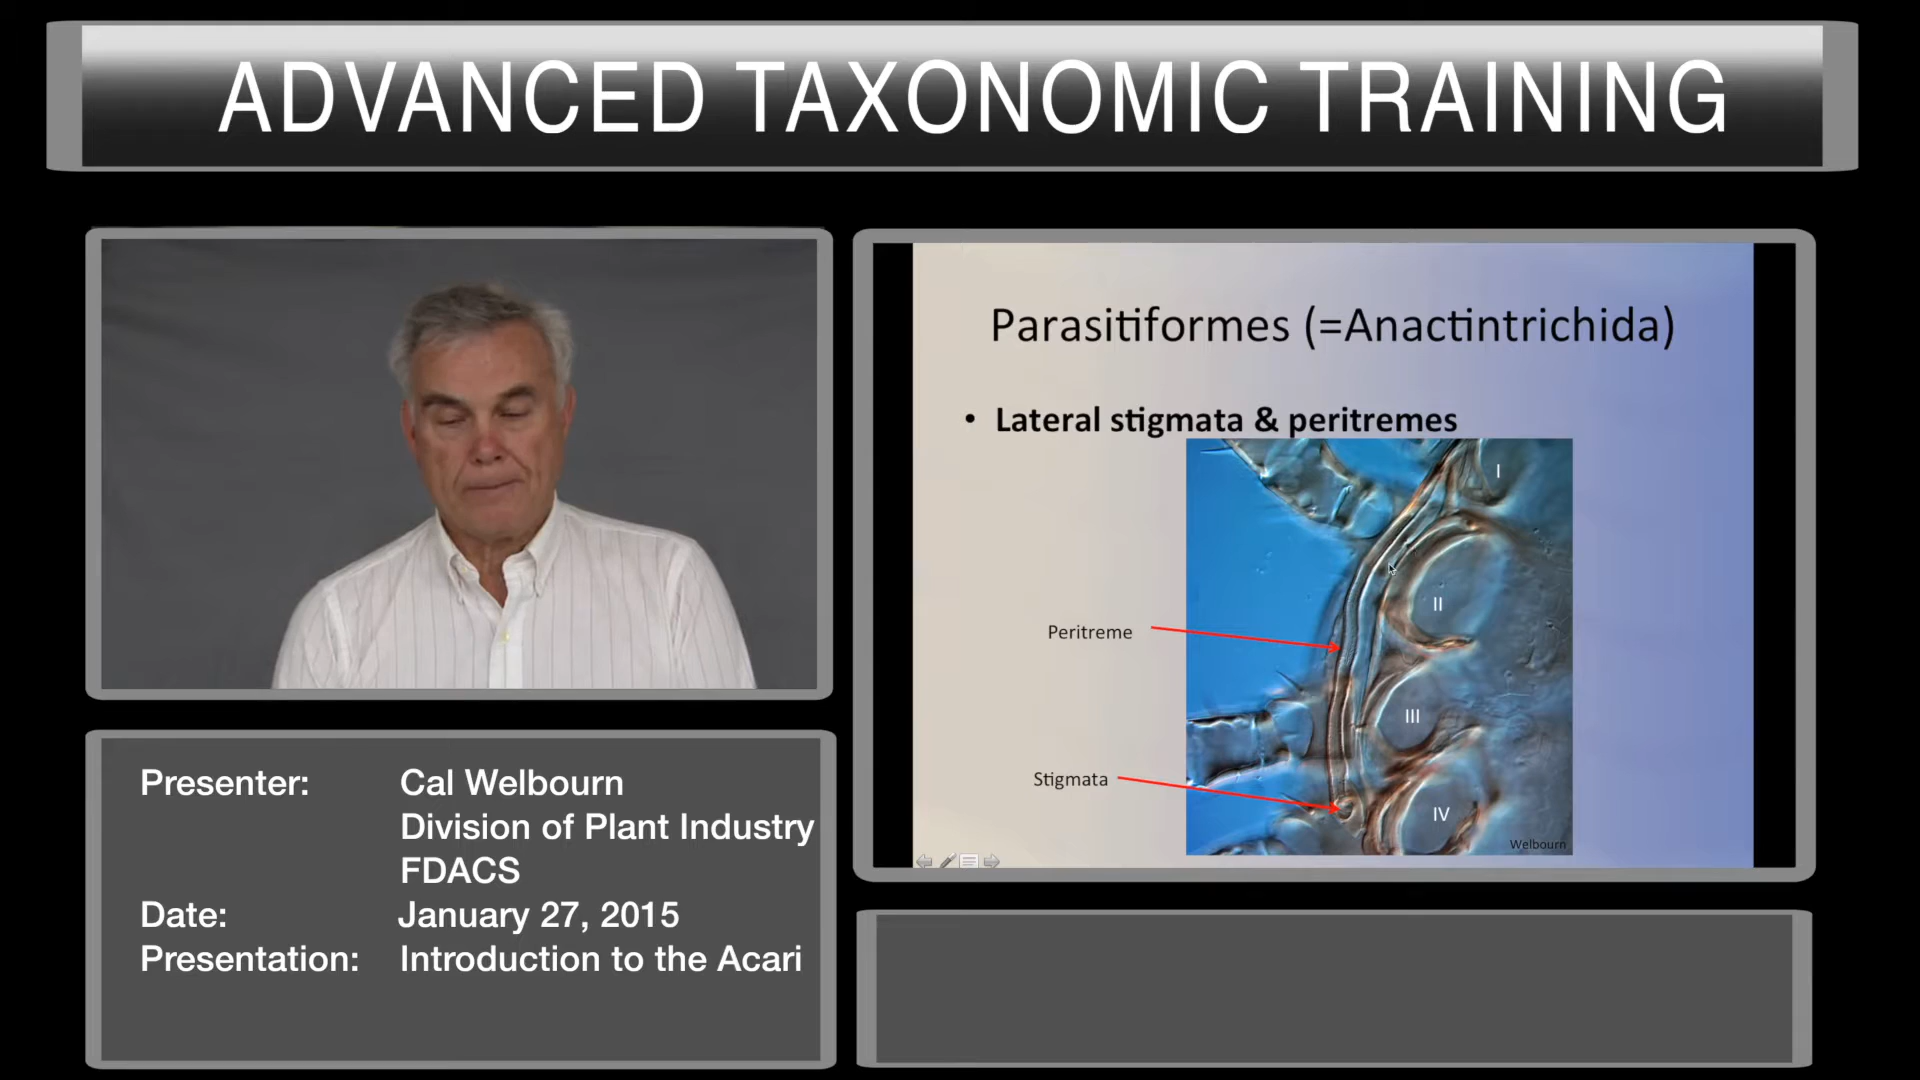 ADVANCED TAXONOMIC TRAINING
Parasitiformes (=Anactintrichida)
• Lateral stigmata & peritremes
I
II
Peritreme
III
Stigmata
IV
Welbourn
Presenter: Cal Welbourn
Division of Plant Industry
FDACS
Date: January 27, 2015
Presentation: Introduction to the Acari